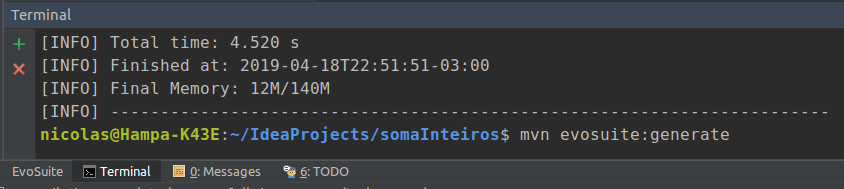 Terminal
[INFO] Total time: 4.520 s
[INFO] Finished at: 2019-04-18T22:51:51-03:00
[INFO] Final Memory: 12M/140M
[INFO] ------------------------------------------------------------------------
nicolas@Hampa-K43E:~/IdeaProjects/somaInteiros$ mvn evosuite:generate
EvoSuite Terminal 0: Messages 6: TODO